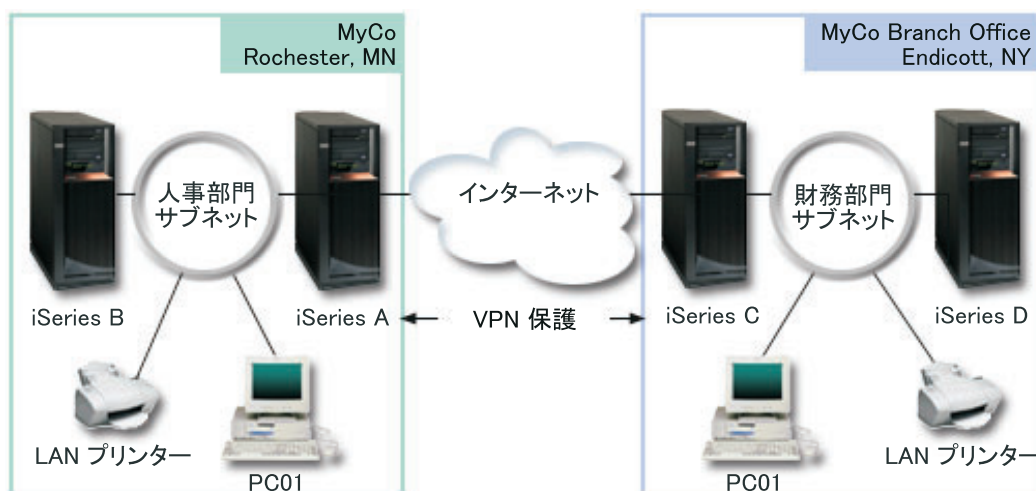 MyCo
Rochester, MN
MyCo Branch Office
Endicott, NY
人事部門
サブネット
インターネット
財務部門
サブネット
iSeries B
iSeries A
VPN 保護
iSeries C
iSeries D
LAN プリンター
PC01
PC01
LAN プリンター